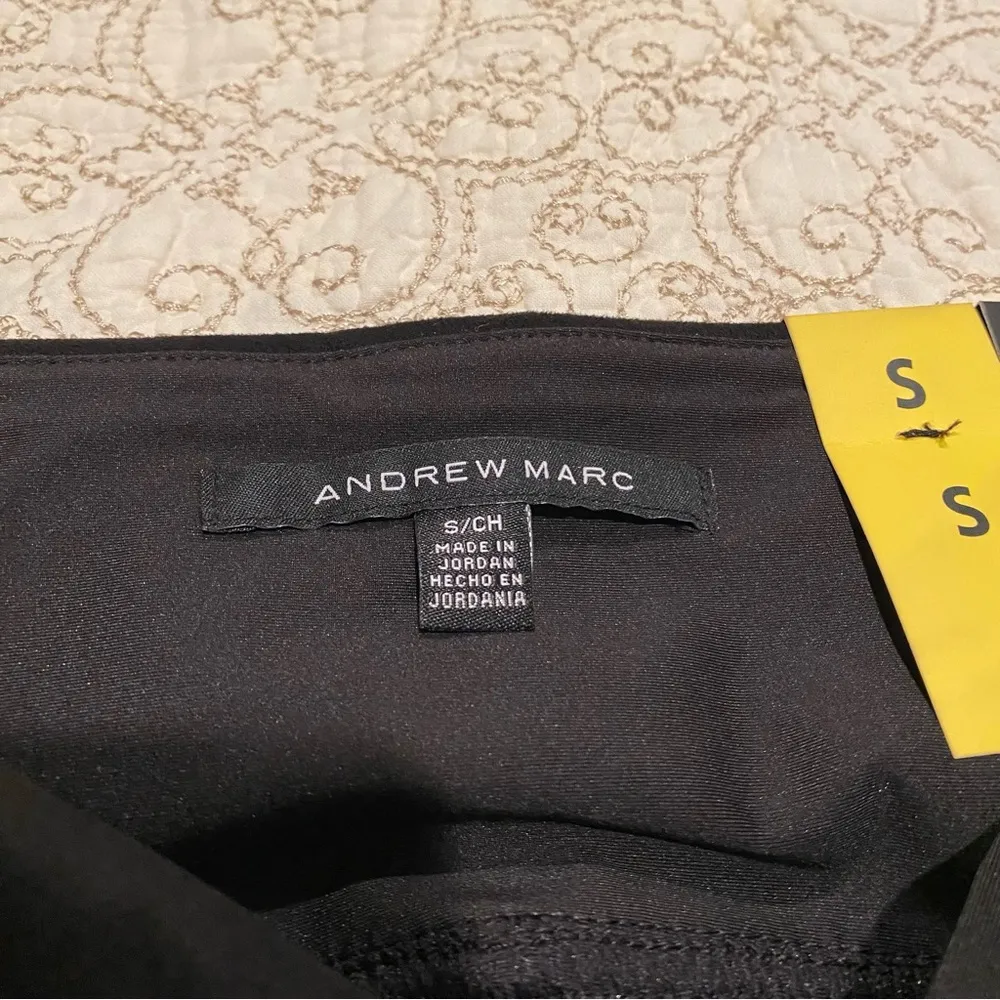 ANDREW MARC
S/CH
MADE IN
JORDAN
HECHO EN
JORDANIA
S
S